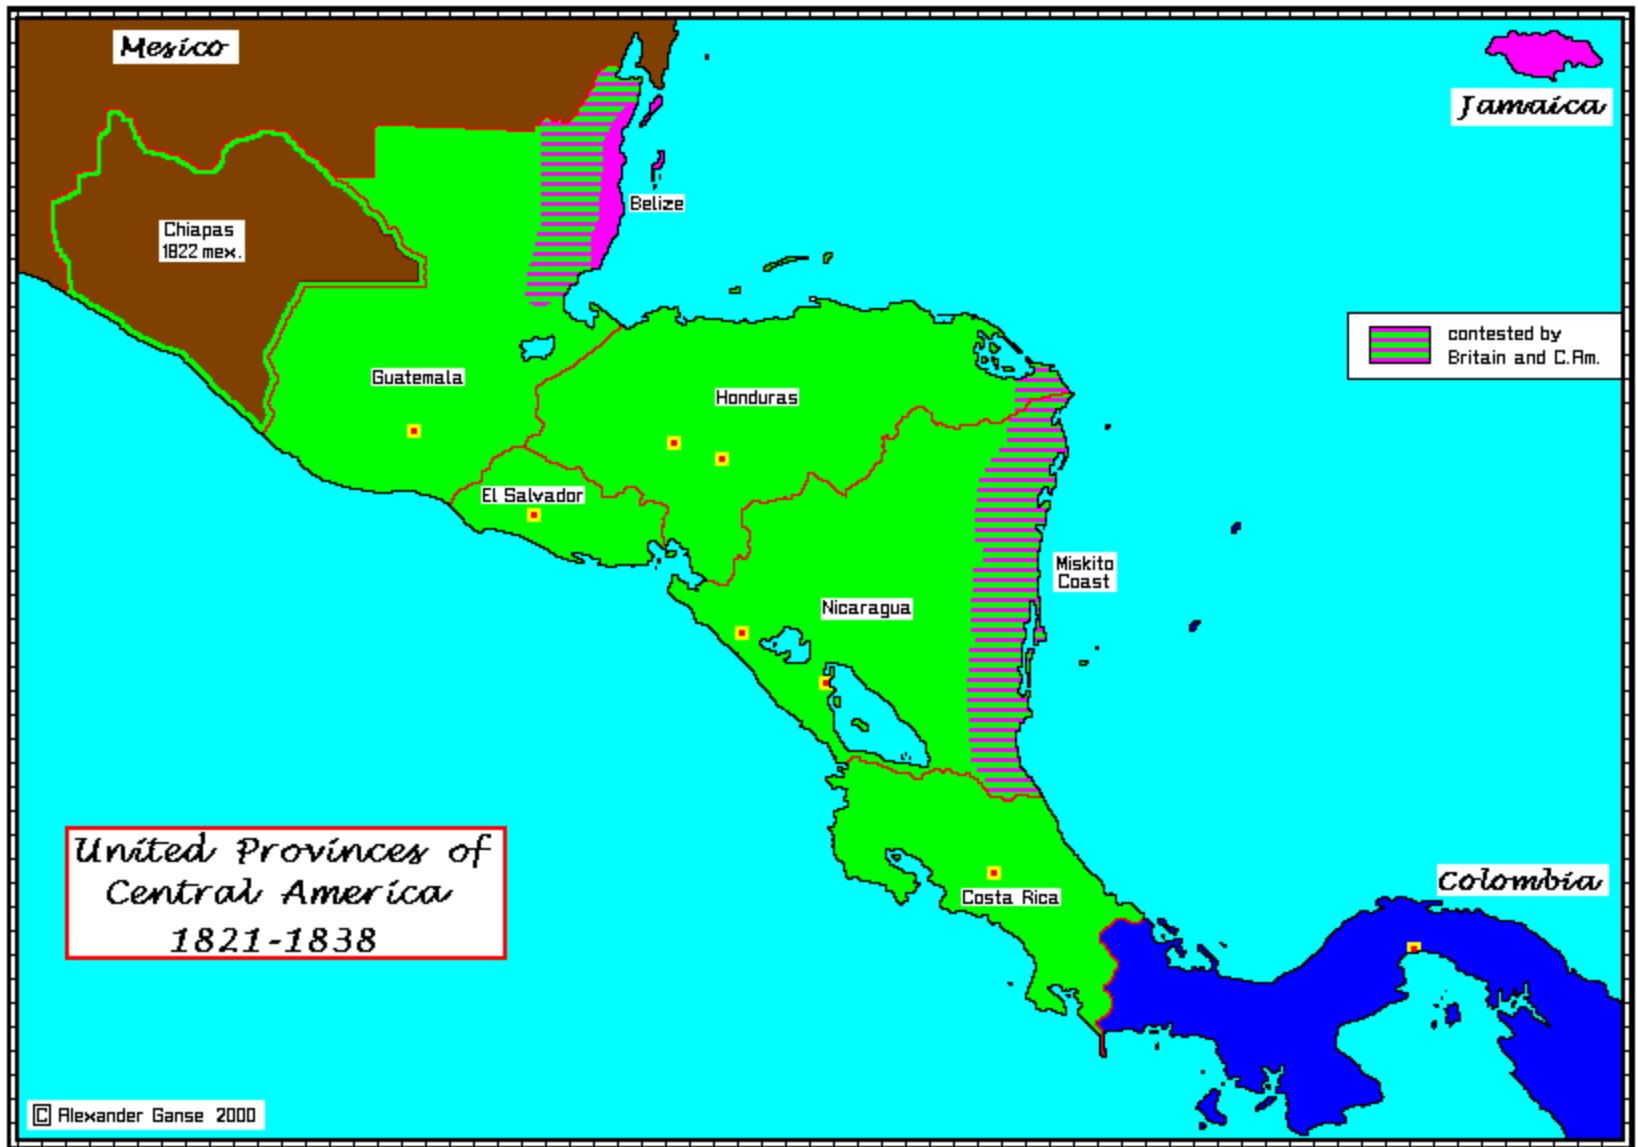 Mexico
Jamaica
Chiapas
1822 mex.
Belize
contested by
Britain and C.Am.
Guatemala
Honduras
El Salvador
Miskito
Coast
Nicaragua
United Provinces of
Central America
1821-1838
Costa Rica
Colombia
C Alexander Ganse 2000